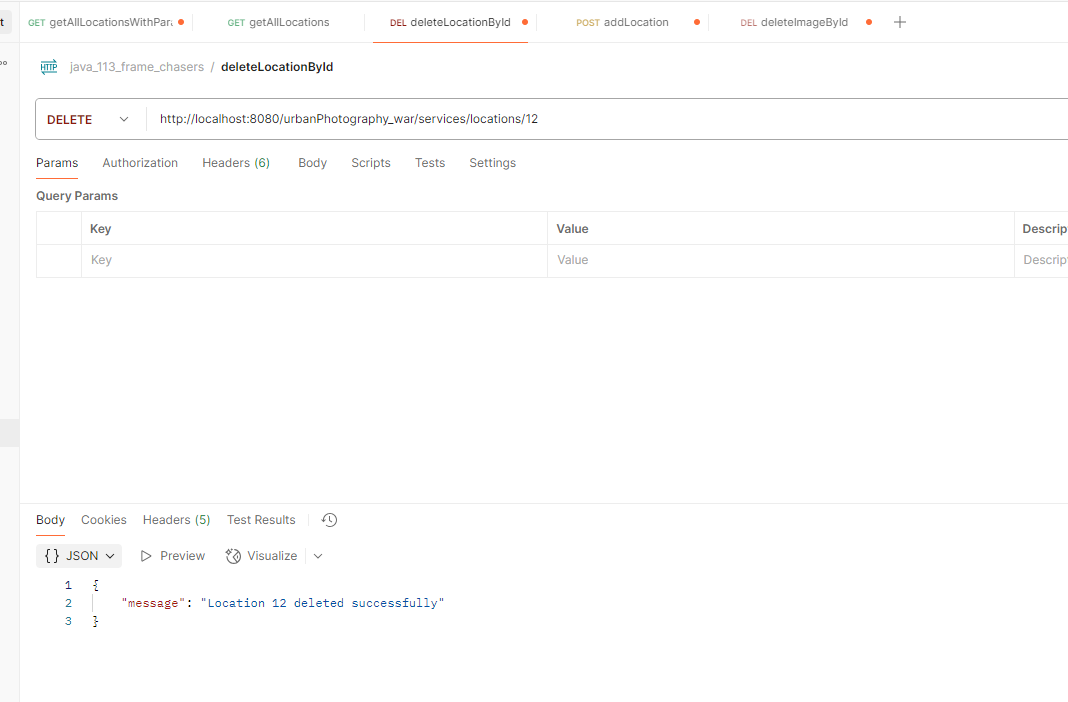 t GET getAllLocationsWithPara GET getAllLocations DEL deleteLocationById POST addLocation DEL deleteImageById +
HTTP java_113_frame_chasers / deleteLocationById
DELETE http://localhost:8080/urbanPhotography_war/services/locations/12
Params Authorization Headers (6) Body Scripts Tests Settings
Query Params
Key Value Descrip
Key Value Descrip
Body Cookies Headers (5) Test Results
{} JSON Preview Visualize
1 {
2 "message": "Location 12 deleted successfully"
3 }